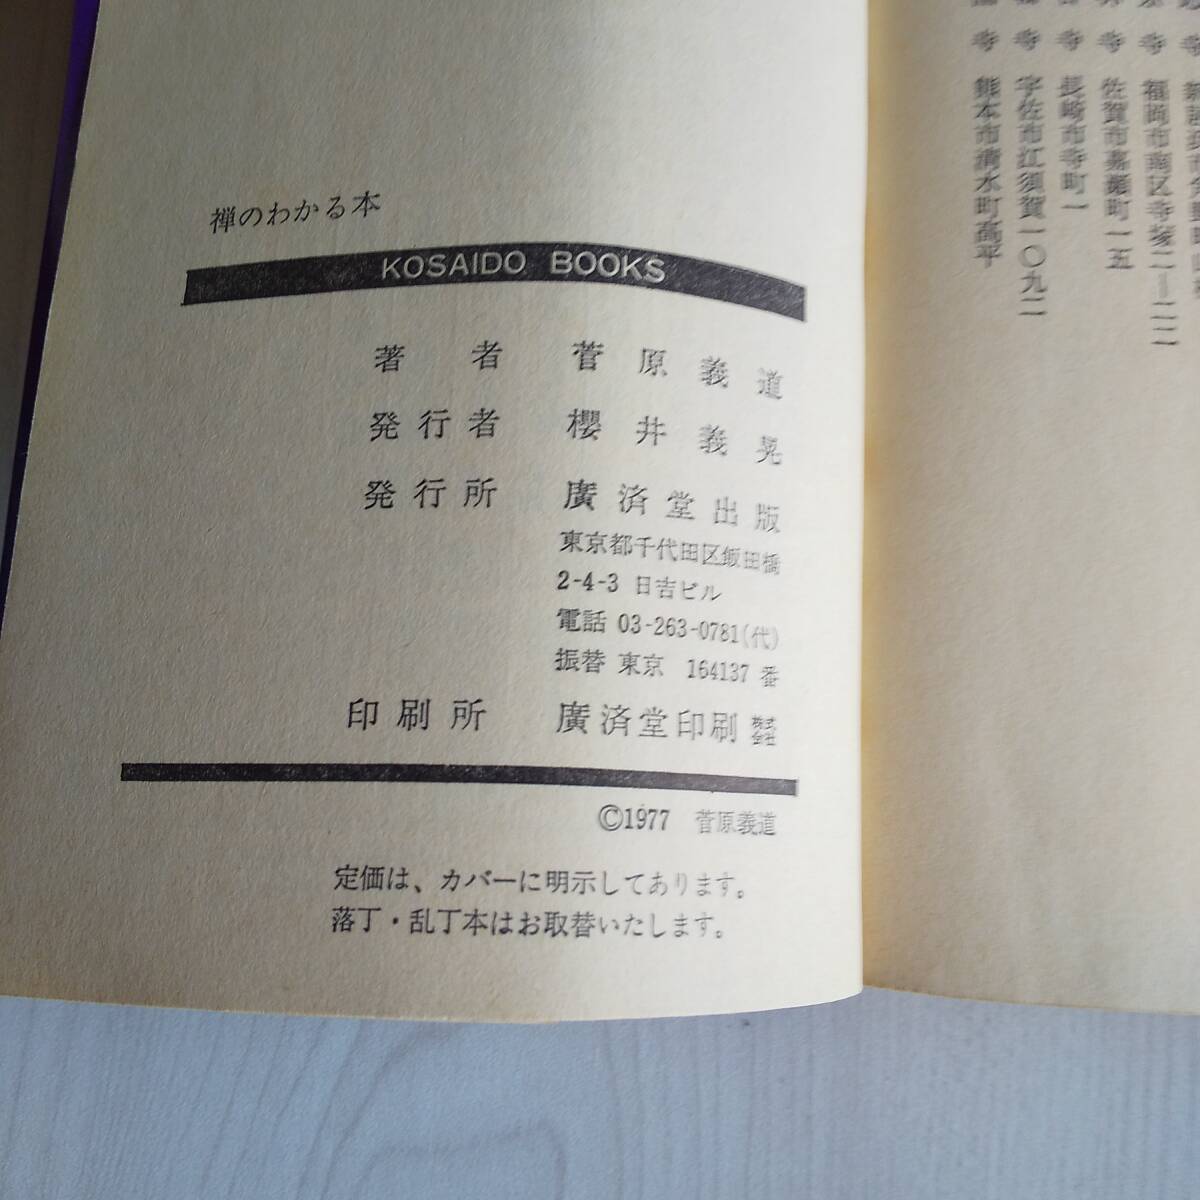 禅のわかる本
KOSAIDO BOOKS
著者 菅原義道
発行者 櫻井義晃
発行所 廣済堂出版
東京都千代田区飯田橋
2-4-3 日吉ビル
電話 03-263-0781(代)
振替 東京 164137 番
印刷所 廣済堂印刷株式会社
©1977 菅原義道
定価は、カバーに明示してあります。
落丁・乱丁本はお取替いたします。
寺 福岡市南区寺塚二—二二
寺 佐賀市嘉瀬町一五
寺 長崎市寺町一
寺 宇佐市江須賀一〇九二
寺 熊本市清水町高平